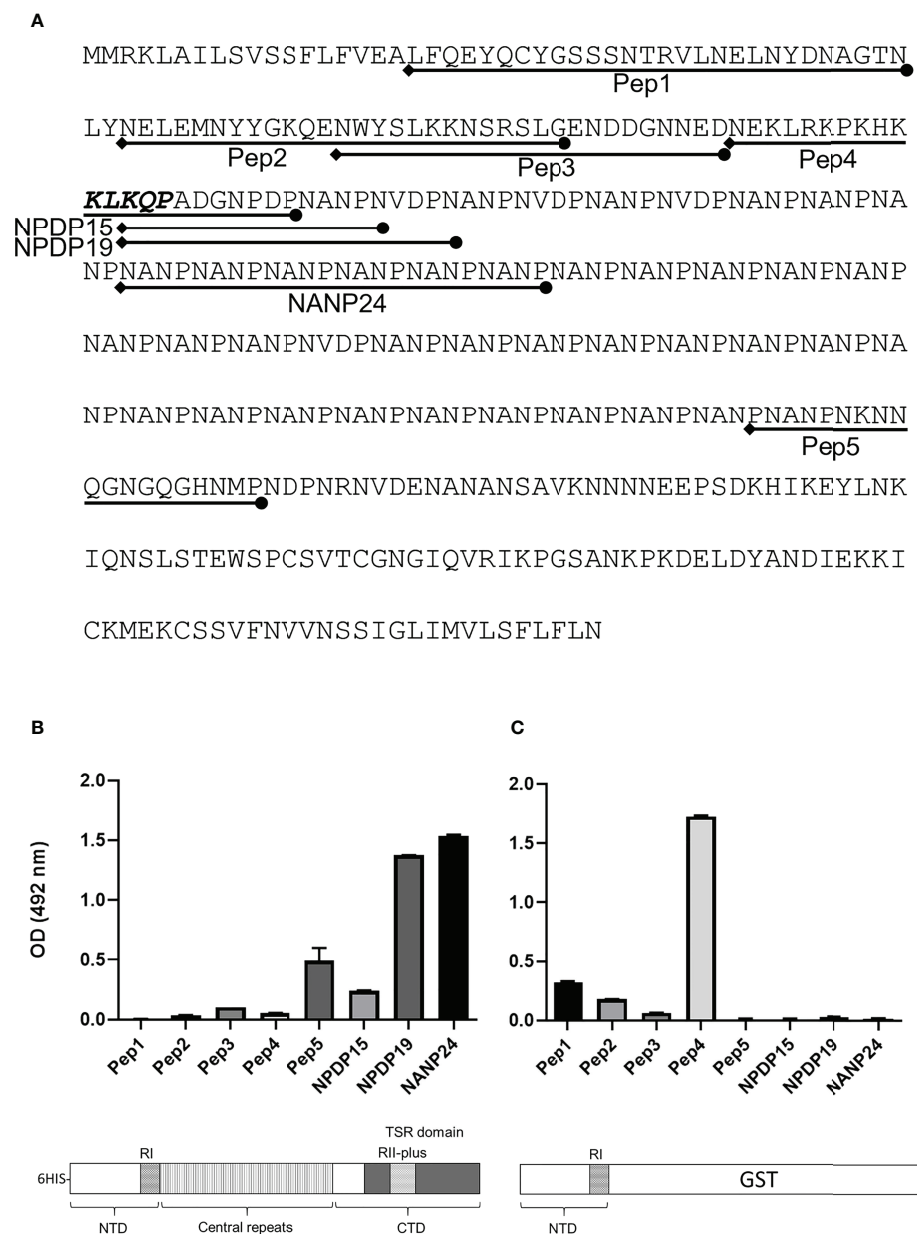 A
MMRKLAILSVSSFLFVEALFQEYQCYGSSSNTRVLNELNYDNAGTN
Pep1
LYNELEMNYYGKQENWYSLKKNSRSLGENDDGNNEDNEKLRKPKHK
Pep2 Pep3 Pep4
KLKQPADGNPDPNANPNVDPNANPNVDPNANPNVDPNANPNANPNA
NPDP15
NPDP19
NPNANPNANPNANPNANPNANPNANPNANPNANPNANPNANPNANP
NANP24
NANPNANPNANPNVDPNANPNANPNANPNANPNANPNANPNANPNA
NPNANPNANPNANPNANPNANPNANPNANPNANPNANPNANPNKNN
Pep5
QGNGQGHNMPNDPNRNVDENANANSAVKNNNNEEPSDKHIKEYLNK
IQNSLSTEWSPCSVTCGNGIQVRIKPGSANKPKDELDYANDIEKKI
CKMEKCSSVFNVVNSSIGLIMVLSFLFLN
B
OD (492 nm)
2.0
1.5
1.0
0.5
0.0
Pep1 Pep2 Pep3 Pep4 Pep5 NPDP15 NPDP19 NANP24
TSR domain
RI RII-plus
6HIS-
NTD Central repeats CTD
C
2.0
1.5
1.0
0.5
0.0
Pep1 Pep2 Pep3 Pep4 Pep5 NPDP15 NPDP19 NANP24
RI
GST
NTD